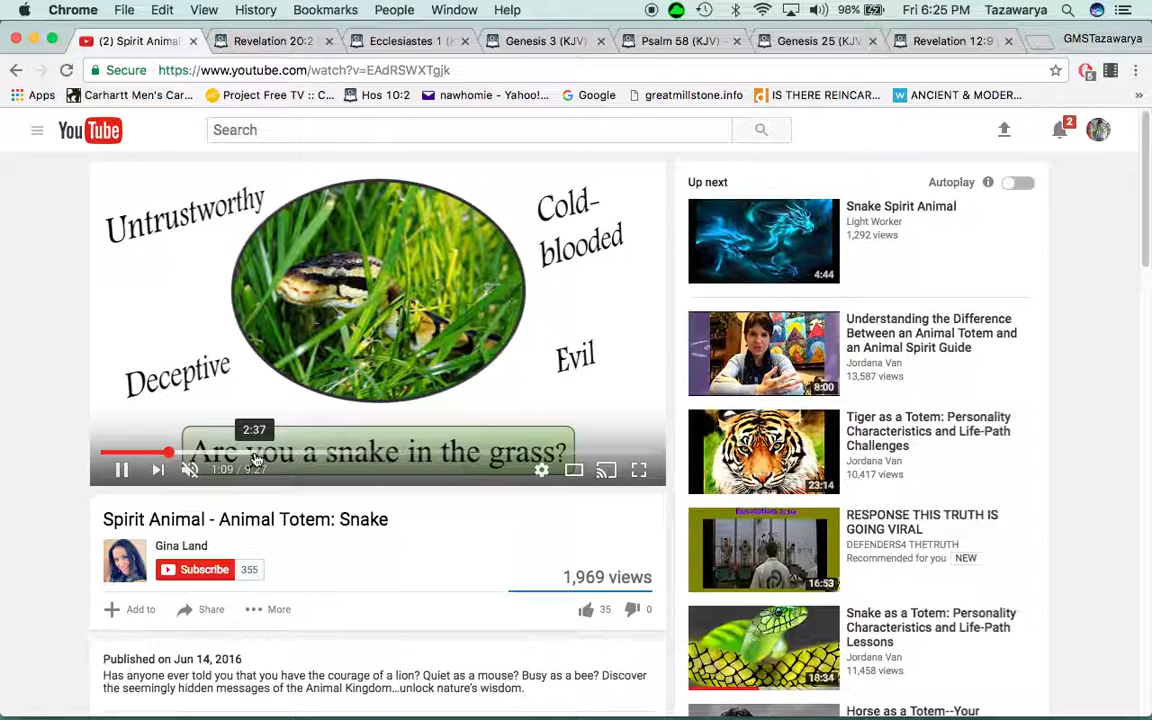 Chrome File Edit View History Bookmarks People Window Help 98% Fri 6:25 PM Tazawarya
(2) Spirit Animal Revelation 20:2 Ecclesiastes 1 (KJV) Genesis 3 (KJV) Psalm 58 (KJV) - Genesis 25 (KJV) Revelation 12:9 GMSTazawarya
Secure https://www.youtube.com/watch?v=EAdRSWXTgjk 5
Apps Carhartt Men's Car... Project Free TV :: C... Hos 10:2 nawhomie - Yahoo!... Google greatmillstone.info IS THERE REINCAR... ANCIENT & MODER... »
YouTube Search 2
Untrustworthy
Cold-
blooded
Deceptive
Evil
2:37
Are you a snake in the grass?
1:09 / 9:27
Spirit Animal - Animal Totem: Snake
Gina Land
Subscribe 355
1,969 views
Add to Share More 35 0
Published on Jun 14, 2016
Has anyone ever told you that you have the courage of a lion? Quiet as a mouse? Busy as a bee? Discover
the seemingly hidden messages of the Animal Kingdom...unlock nature's wisdom.
Up next Autoplay
Snake Spirit Animal
Light Worker
1,292 views
4:44
Understanding the Difference
Between an Animal Totem and
an Animal Spirit Guide
Jordana Van
13,587 views
8:00
Tiger as a Totem: Personality
Characteristics and Life-Path
Challenges
Jordana Van
10,417 views
23:14
RESPONSE THIS TRUTH IS
GOING VIRAL
DEFENDERS4 THETRUTH
Recommended for you NEW
16:53
Snake as a Totem: Personality
Characteristics and Life-Path
Lessons
Jordana Van
11,458 views
18:34
Horse as a Totem--Your